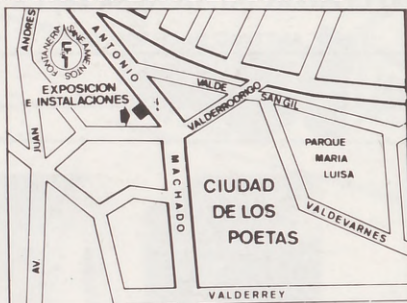 ANDRES
FONTANERIA
SANEAMIENTOS
ANTONIO
EXPOSICION
E INSTALACIONES
VALDE
VALDERRODRIGO
SANGIL
JUAN
PARQUE
MARIA
LUISA
MACHADO
CIUDAD
DE LOS
POETAS
VALDEVARNES
AV.
VALDERREY